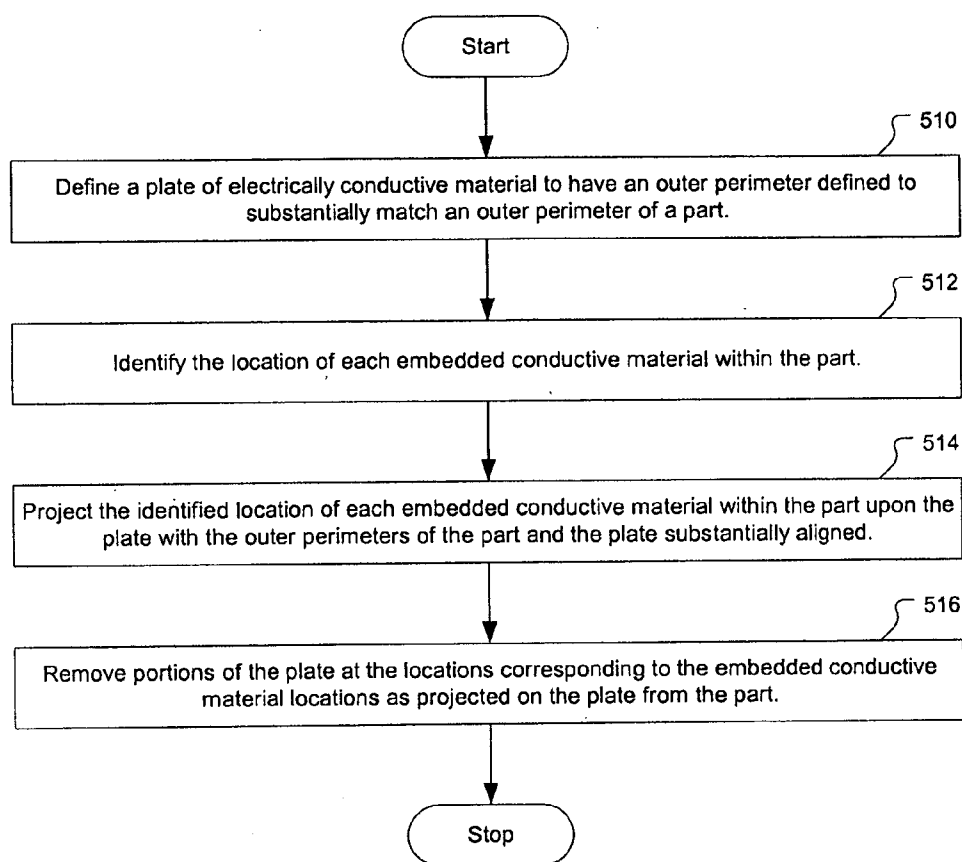 Start
510
Define a plate of electrically conductive material to have an outer perimeter defined to
substantially match an outer perimeter of a part.
512
Identify the location of each embedded conductive material within the part.
514
Project the identified location of each embedded conductive material within the part upon the
plate with the outer perimeters of the part and the plate substantially aligned.
516
Remove portions of the plate at the locations corresponding to the embedded conductive
material locations as projected on the plate from the part.
Stop